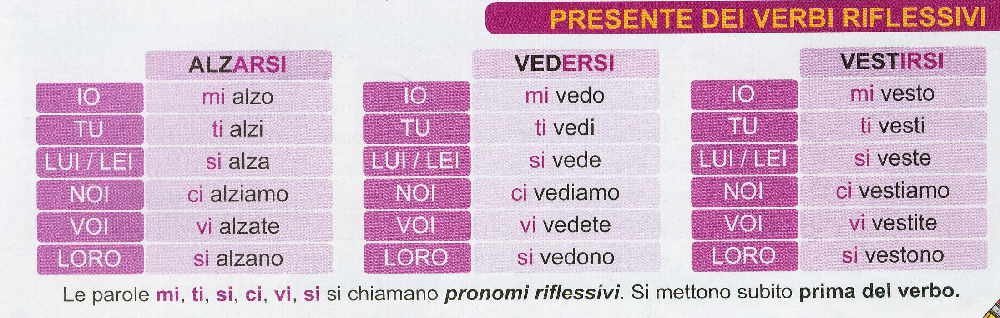 PRESENTE DEI VERBI RIFLESSIVI
ALZARSI VEDERSI VESTIRSI
IO mi alzo IO mi vedo IO mi vesto
TU ti alzi TU ti vedi TU ti vesti
LUI / LEI si alza LUI / LEI si vede LUI / LEI si veste
NOI ci alziamo NOI ci vediamo NOI ci vestiamo
VOI vi alzate VOI vi vedete VOI vi vestite
LORO si alzano LORO si vedono LORO si vestono
Le parole mi, ti, si, ci, vi, si si chiamano pronomi riflessivi. Si mettono subito prima del verbo.